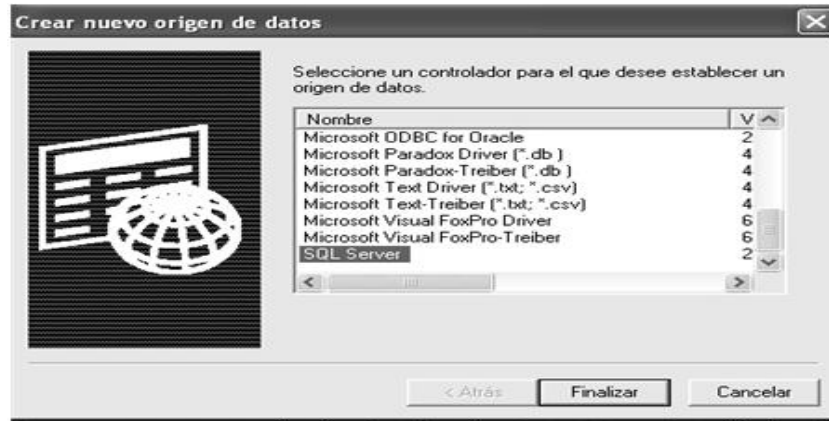 Crear nuevo origen de datos
Seleccione un controlador para el que desee establecer un
origen de datos.
Nombre V
Microsoft ODBC for Oracle 2
Microsoft Paradox Driver (*.db ) 4
Microsoft Paradox-Treiber (*.db ) 4
Microsoft Text Driver (*.txt; *.csv) 4
Microsoft Text-Treiber (*.txt; *.csv) 4
Microsoft Visual FoxPro Driver 6
Microsoft Visual FoxPro-Treiber 6
SQL Server 2
< Atrás Finalizar Cancelar